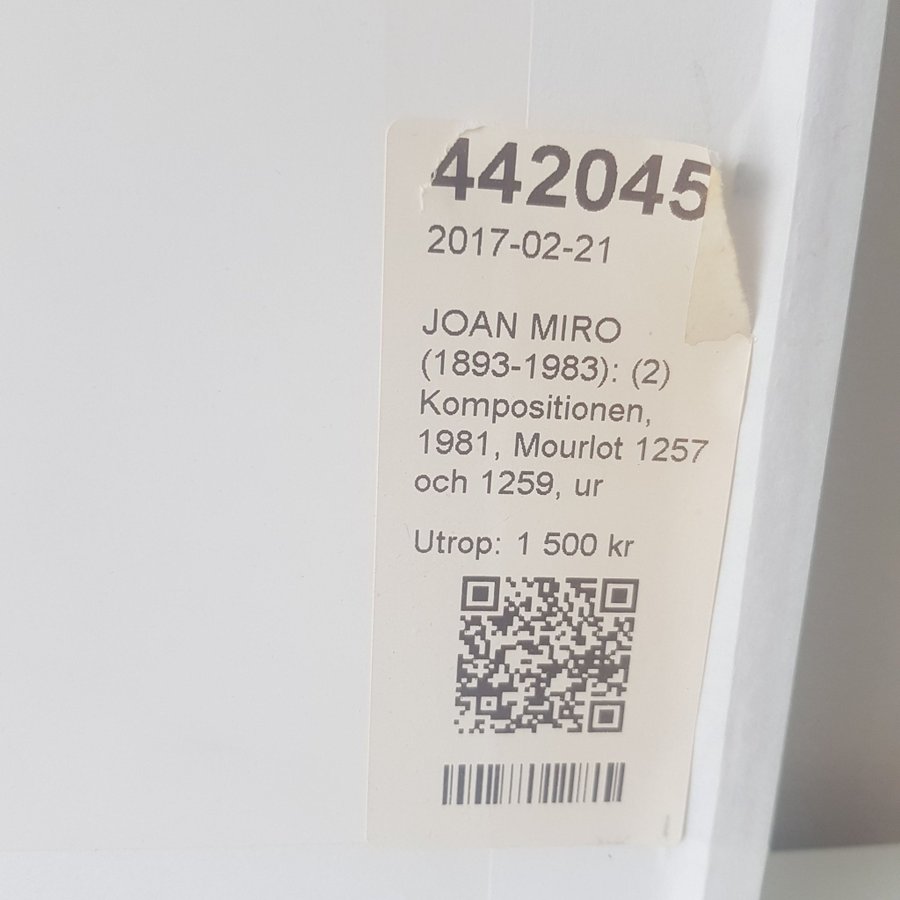 442045
2017-02-21
JOAN MIRO
(1893-1983): (2)
Kompositionen,
1981, Mourlot 1257
och 1259, ur
Utrop: 1 500 kr